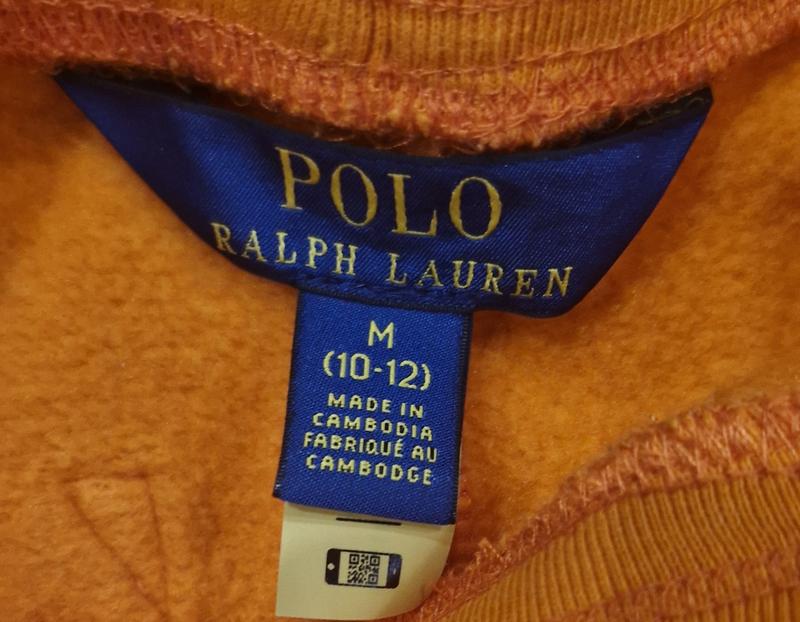 POLO
RALPH LAUREN
M
(10-12)
MADE IN
CAMBODIA
FABRIQUÉ AU
CAMBODGE